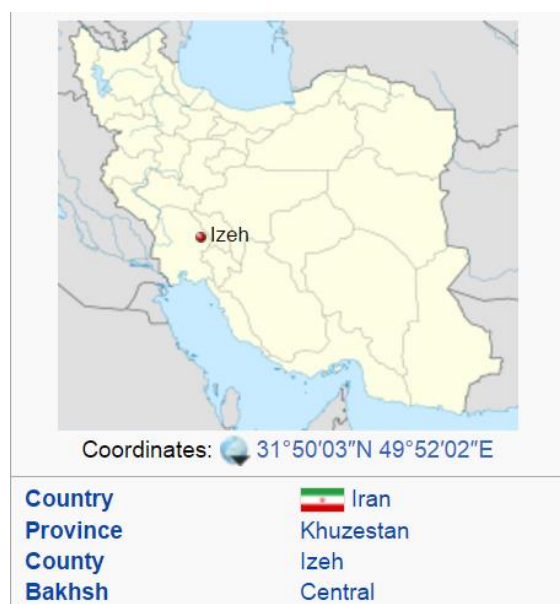 Izeh
Coordinates: 31°50′03″N 49°52′02″E
Country Iran
Province Khuzestan
County Izeh
Bakhsh Central